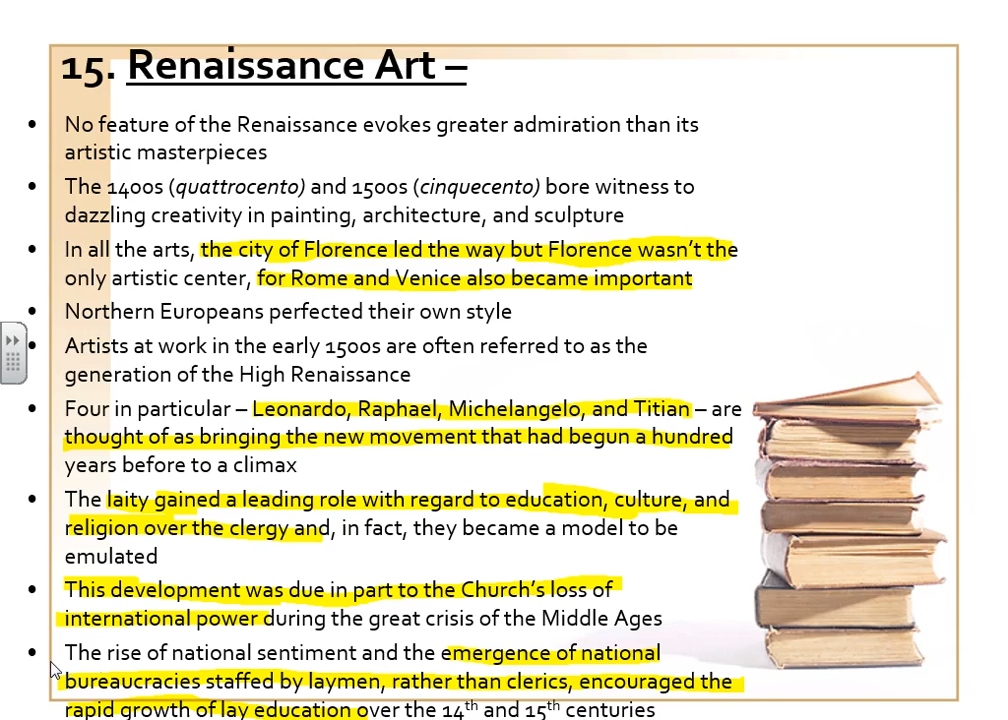 15. Renaissance Art –
• No feature of the Renaissance evokes greater admiration than its
artistic masterpieces
• The 1400s (quattrocento) and 1500s (cinquecento) bore witness to
dazzling creativity in painting, architecture, and sculpture
• In all the arts, the city of Florence led the way but Florence wasn't the
only artistic center, for Rome and Venice also became important
• Northern Europeans perfected their own style
• Artists at work in the early 1500s are often referred to as the
generation of the High Renaissance
• Four in particular – Leonardo, Raphael, Michelangelo, and Titian – are
thought of as bringing the new movement that had begun a hundred
years before to a climax
• The laity gained a leading role with regard to education, culture, and
religion over the clergy and, in fact, they became a model to be
emulated
• This development was due in part to the Church's loss of
international power during the great crisis of the Middle Ages
• The rise of national sentiment and the emergence of national
bureaucracies staffed by laymen, rather than clerics, encouraged the
rapid growth of lay education over the 14th and 15th centuries